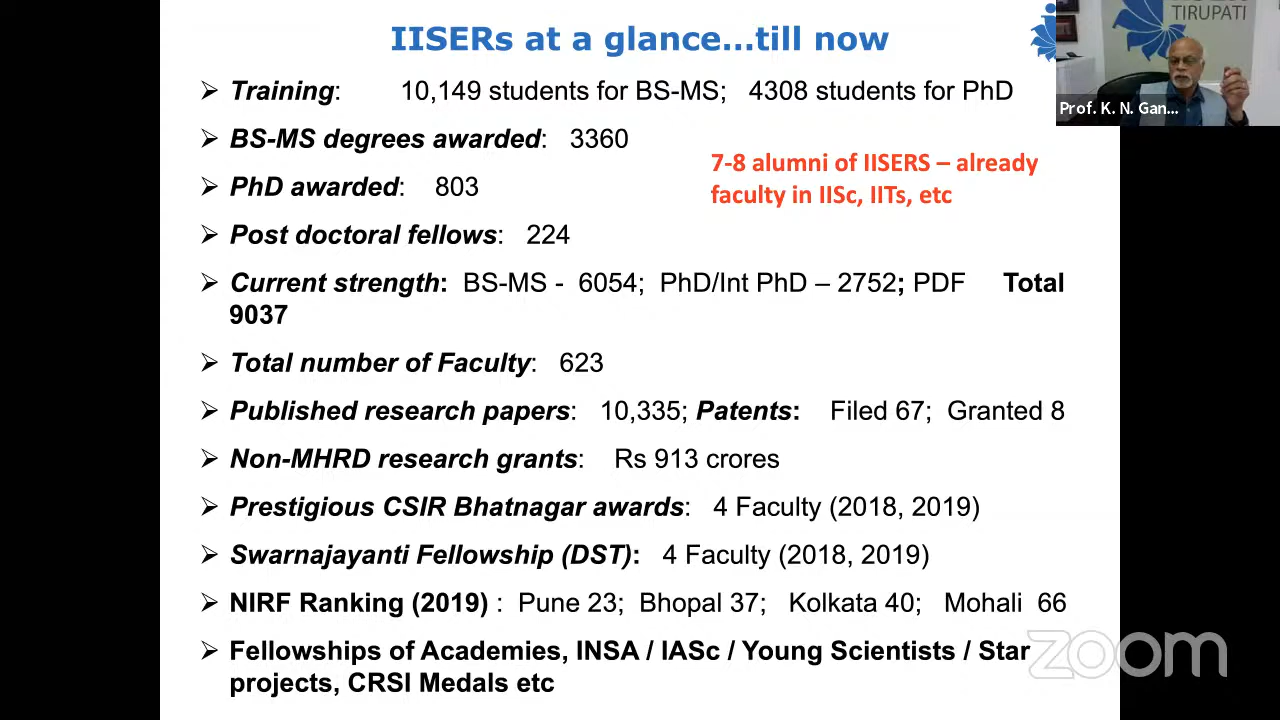 IISERs at a glance...till now
➢ Training: 10,149 students for BS-MS; 4308 students for PhD
➢ BS-MS degrees awarded: 3360
7-8 alumni of IISERS – already
faculty in IISc, IITs, etc
➢ PhD awarded: 803
➢ Post doctoral fellows: 224
➢ Current strength: BS-MS - 6054; PhD/Int PhD – 2752; PDF Total
9037
➢ Total number of Faculty: 623
➢ Published research papers: 10,335; Patents: Filed 67; Granted 8
➢ Non-MHRD research grants: Rs 913 crores
➢ Prestigious CSIR Bhatnagar awards: 4 Faculty (2018, 2019)
➢ Swarnajayanti Fellowship (DST): 4 Faculty (2018, 2019)
➢ NIRF Ranking (2019) : Pune 23; Bhopal 37; Kolkata 40; Mohali 66
➢ Fellowships of Academies, INSA / IASc / Young Scientists / Star
projects, CRSI Medals etc
TIRUPATI
Prof. K. N. Gan...
zoom